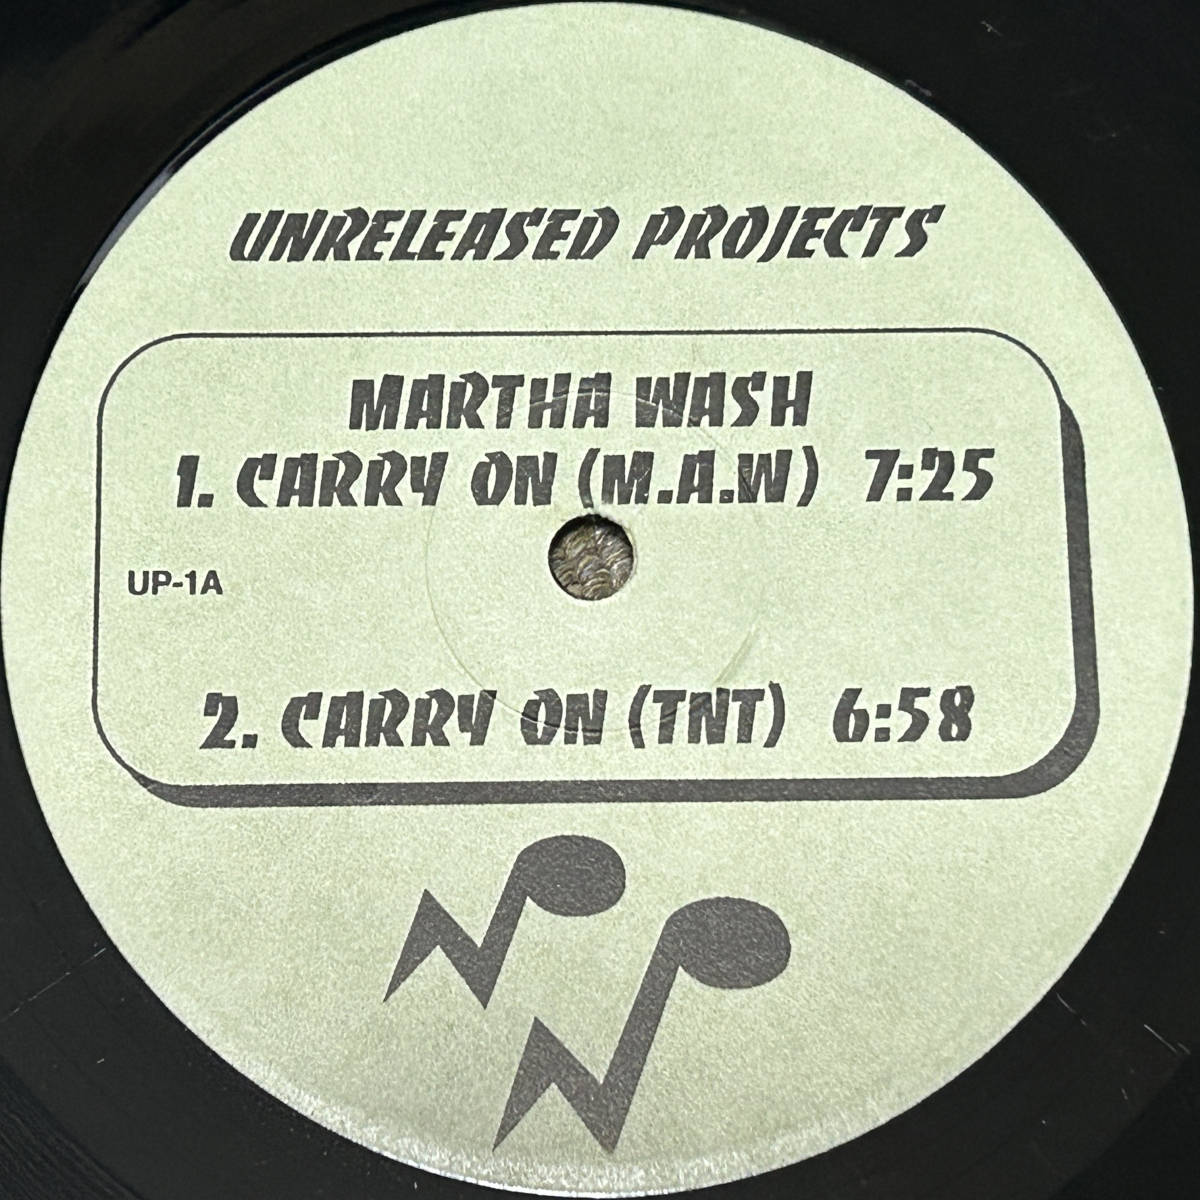 UNRELEASED PROJECTS
MARTHA WASH
1. CARRY ON (M.A.W) 7:25
UP-1A
2. CARRY ON (TNT) 6:58